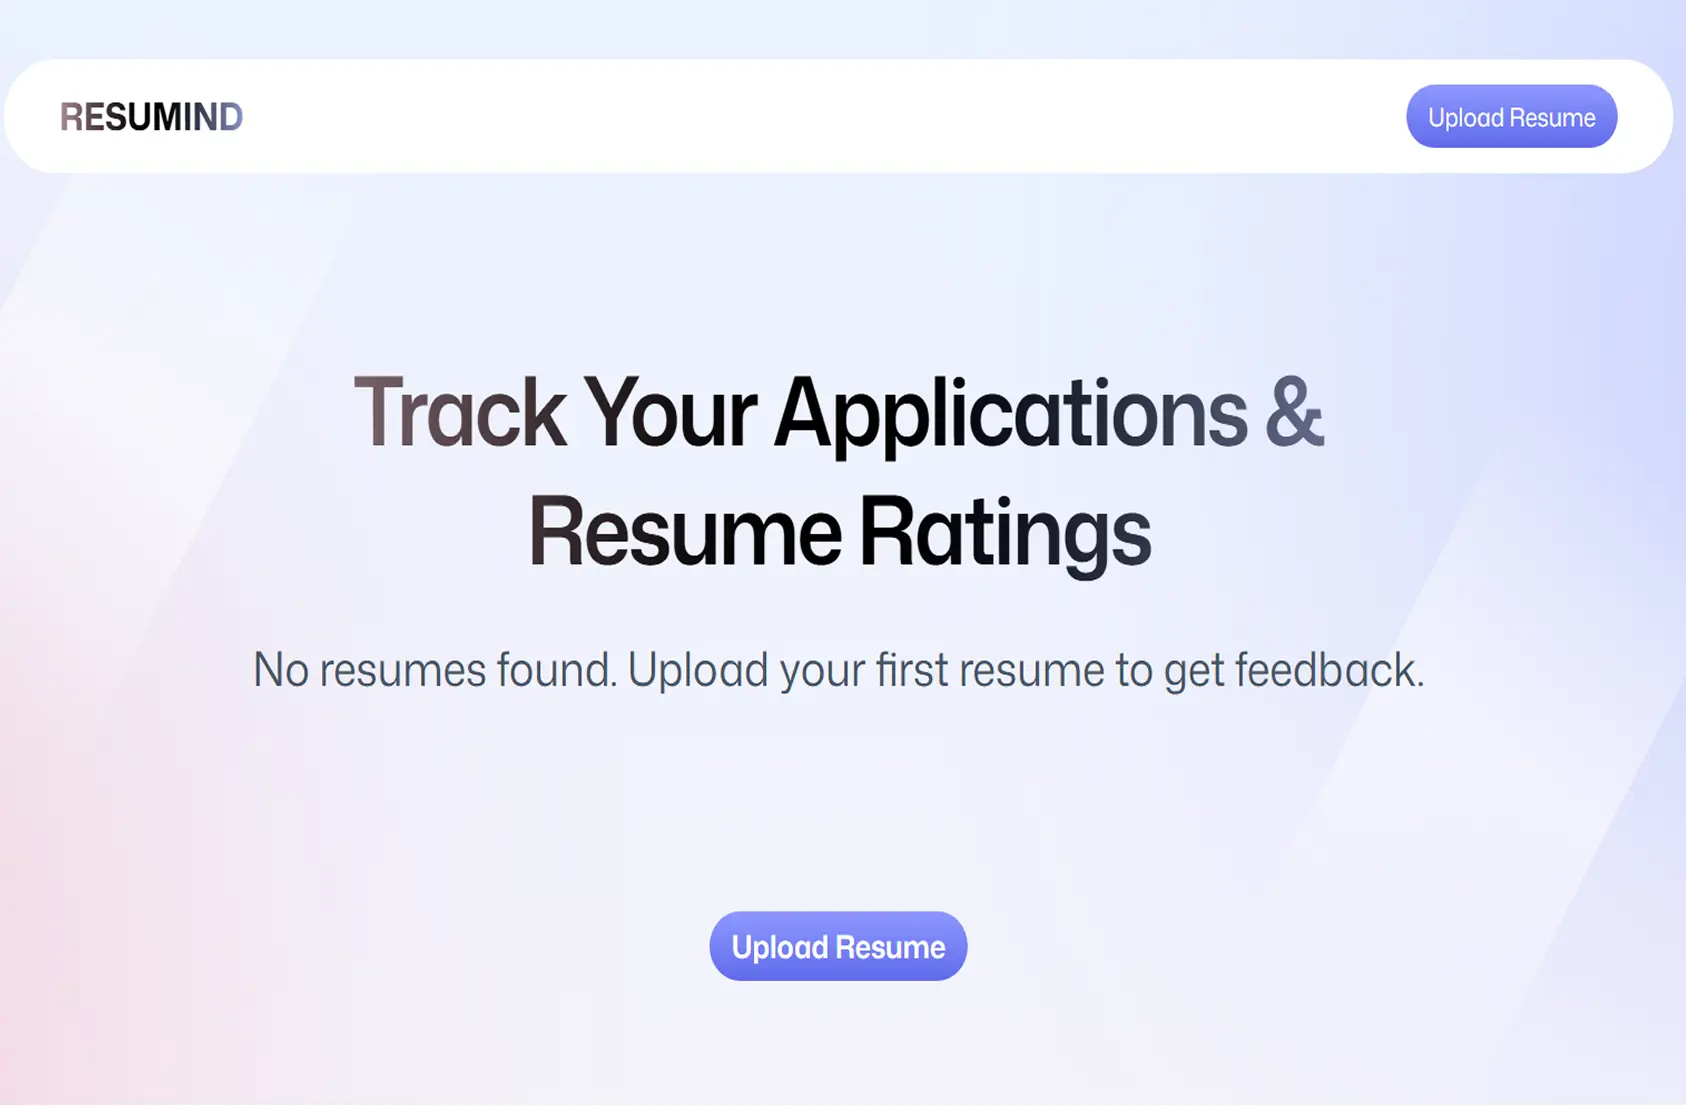 RESUMIND
Upload Resume
Track Your Applications &
Resume Ratings
No resumes found. Upload your first resume to get feedback.
Upload Resume